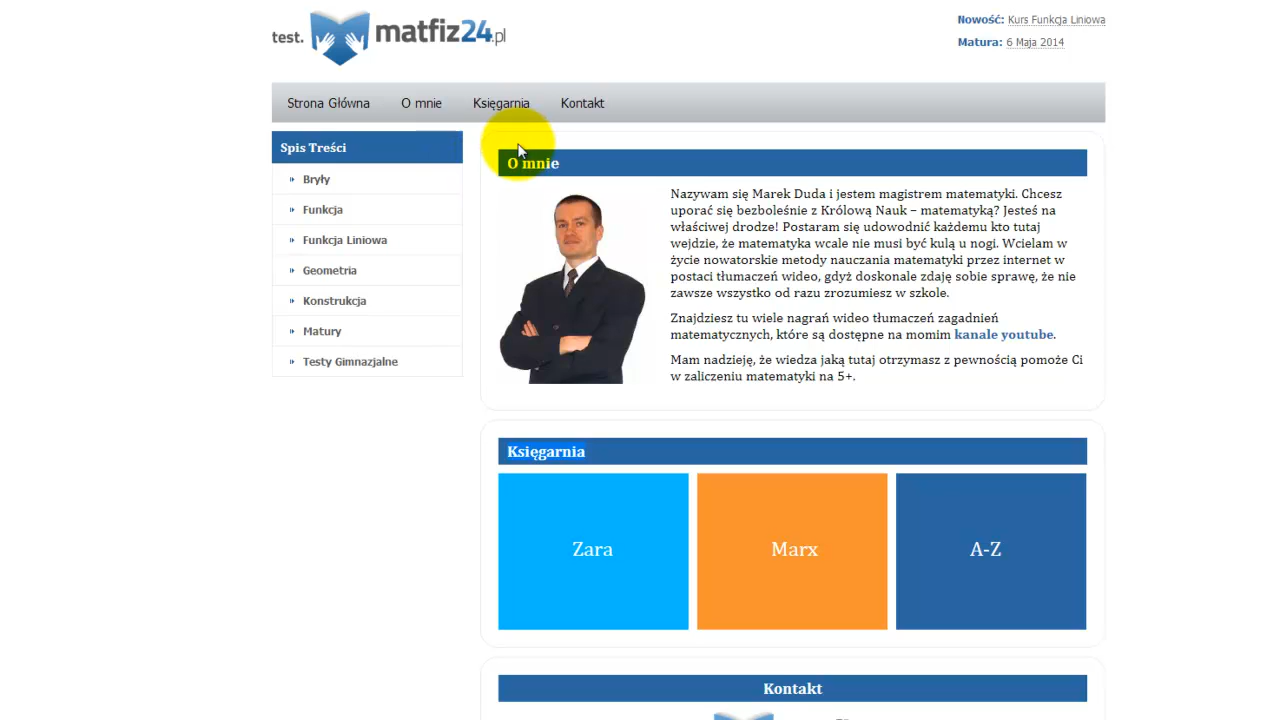 test. matfiz24.pl
Nowość: Kurs Funkcja Liniowa
Matura: 6 Maja 2014
Strona Główna O mnie Księgarnia Kontakt
Spis Treści
Bryły
Funkcja
Funkcja Liniowa
Geometria
Konstrukcja
Matury
Testy Gimnazjalne
O mnie
Nazywam się Marek Duda i jestem magistrem matematyki. Chcesz
uporać się bezboleśnie z Królową Nauk – matematyką? Jesteś na
właściwej drodze! Postaram się udowodnić każdemu kto tutaj
wejdzie, że matematyka wcale nie musi być kulą u nogi. Wcielam w
życie nowatorskie metody nauczania matematyki przez internet w
postaci tłumaczeń wideo, gdyż doskonale zdaję sobie sprawę, że nie
zawsze wszystko od razu zrozumiesz w szkole.
Znajdziesz tu wiele nagrań wideo tłumaczeń zagadnień
matematycznych, które są dostępne na momim kanale youtube.
Mam nadzieję, że wiedza jaką tutaj otrzymasz z pewnością pomoże Ci
w zaliczeniu matematyki na 5+.
Księgarnia
Zara Marx A-Z
Kontakt